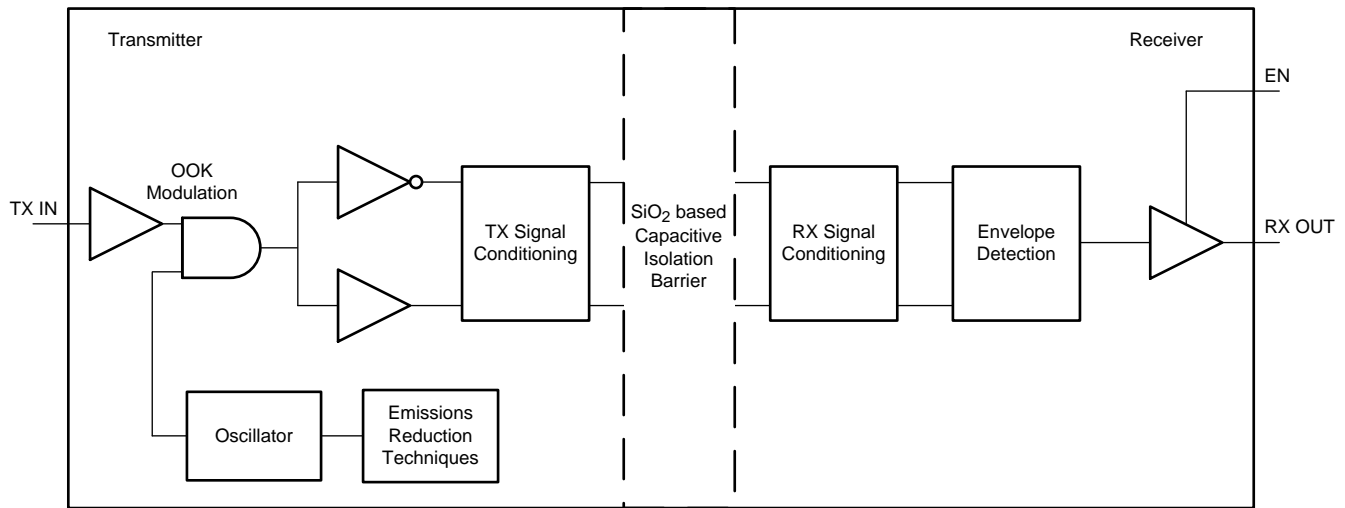 Transmitter
Receiver
EN
OOK
Modulation
TX IN
TX Signal
Conditioning
SiO2 based
Capacitive
Isolation
Barrier
RX Signal
Conditioning
Envelope
Detection
RX OUT
Oscillator
Emissions
Reduction
Techniques